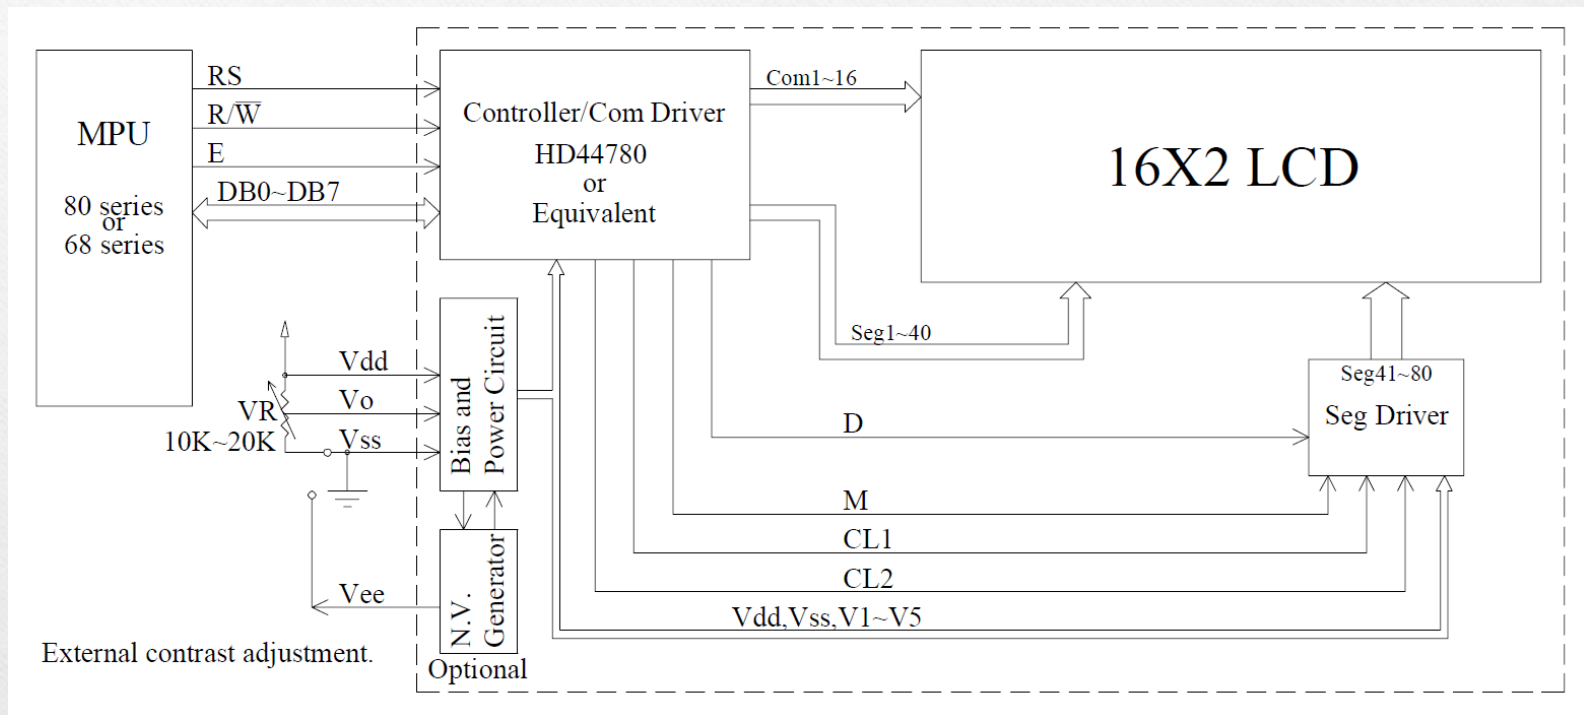 MPU
80 series
or
68 series
RS
R/W̅
E
DB0~DB7
Controller/Com Driver
HD44780
or
Equivalent
Com1~16
16X2 LCD
Seg1~40
Seg41~80
Seg Driver
Vdd
Vo
Vss
VR
10K~20K
Bias and
Power Circuit
D
M
CL1
CL2
Vdd,Vss,V1~V5
Vee
N.V.
Generator
Optional
External contrast adjustment.